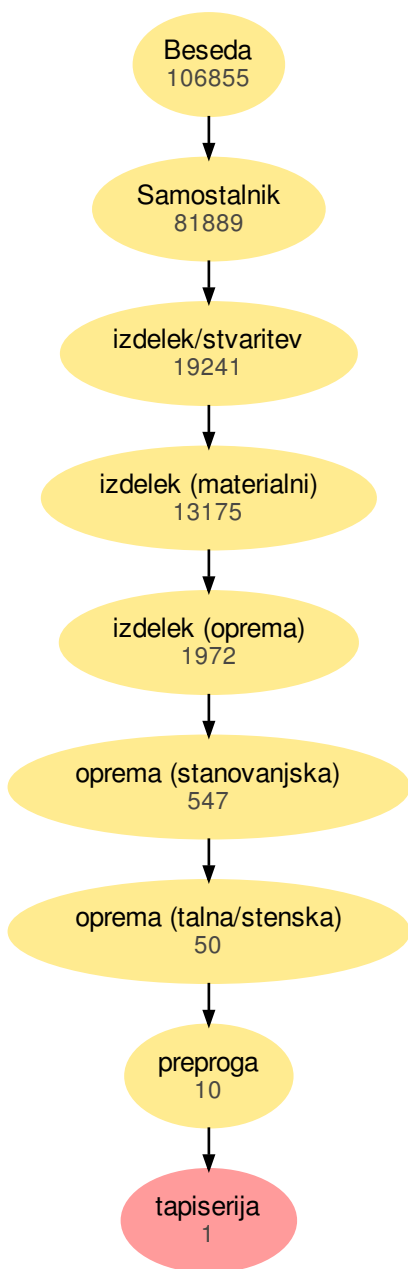 Beseda
106855
Samostalnik
81889
izdelek/stvaritev
19241
izdelek (materialni)
13175
izdelek (oprema)
1972
oprema (stanovanjska)
547
oprema (talna/stenska)
50
preproga
10
tapiserija
1